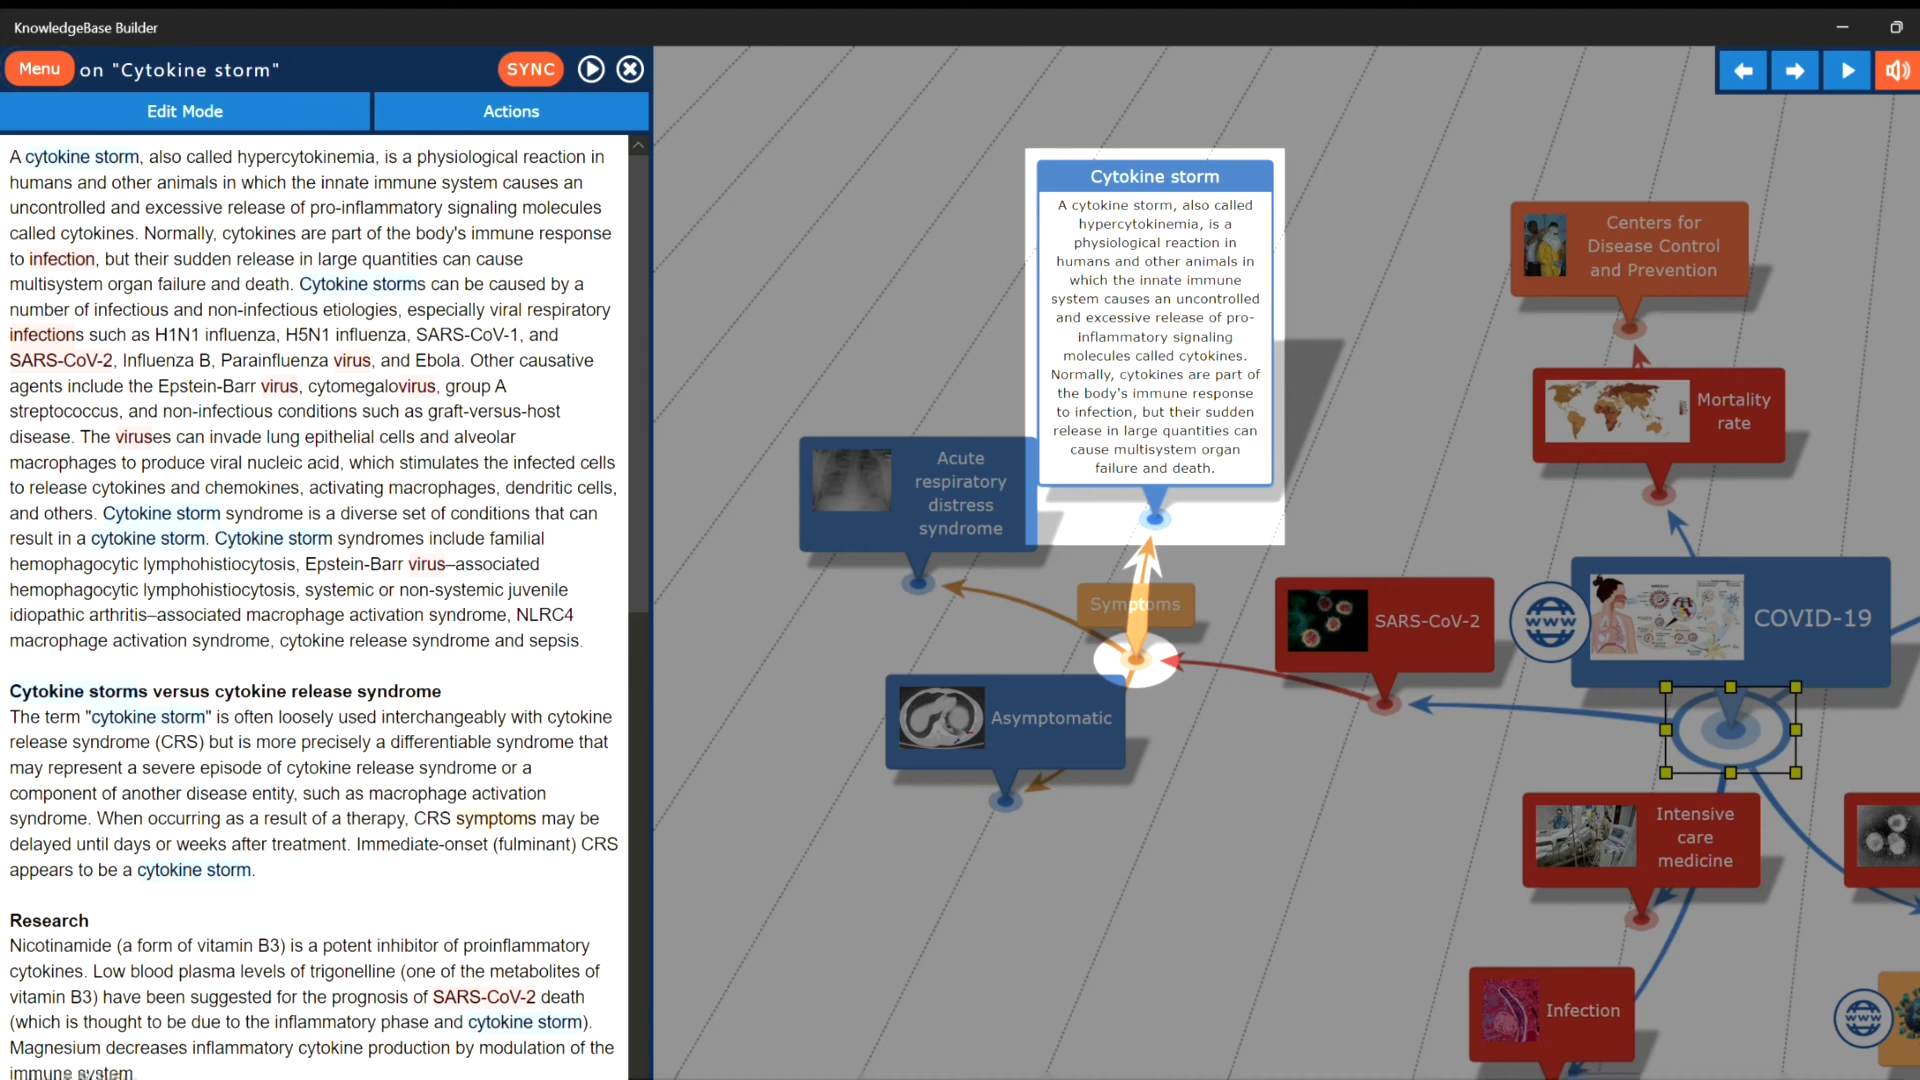 KnowledgeBase Builder
Menu
on "Cytokine storm"
SYNC
Edit Mode
Actions
A cytokine storm, also called hypercytokinemia, is a physiological reaction in
humans and other animals in which the innate immune system causes an
uncontrolled and excessive release of pro-inflammatory signaling molecules
called cytokines. Normally, cytokines are part of the body's immune response
to infection, but their sudden release in large quantities can cause
multisystem organ failure and death. Cytokine storms can be caused by a
number of infectious and non-infectious etiologies, especially viral respiratory
infections such as H1N1 influenza, H5N1 influenza, SARS-CoV-1, and
SARS-CoV-2, Influenza B, Parainfluenza virus, and Ebola. Other causative
agents include the Epstein-Barr virus, cytomegalovirus, group A
streptococcus, and non-infectious conditions such as graft-versus-host
disease. The viruses can invade lung epithelial cells and alveolar
macrophages to produce viral nucleic acid, which stimulates the infected cells
to release cytokines and chemokines, activating macrophages, dendritic cells,
and others. Cytokine storm syndrome is a diverse set of conditions that can
result in a cytokine storm. Cytokine storm syndromes include familial
hemophagocytic lymphohistiocytosis, Epstein-Barr virus–associated
hemophagocytic lymphohistiocytosis, systemic or non-systemic juvenile
idiopathic arthritis–associated macrophage activation syndrome, NLRC4
macrophage activation syndrome, cytokine release syndrome and sepsis.
Cytokine storms versus cytokine release syndrome
The term "cytokine storm" is often loosely used interchangeably with cytokine
release syndrome (CRS) but is more precisely a differentiable syndrome that
may represent a severe episode of cytokine release syndrome or a
component of another disease entity, such as macrophage activation
syndrome. When occurring as a result of a therapy, CRS symptoms may be
delayed until days or weeks after treatment. Immediate-onset (fulminant) CRS
appears to be a cytokine storm.
Research
Nicotinamide (a form of vitamin B3) is a potent inhibitor of proinflammatory
cytokines. Low blood plasma levels of trigonelline (one of the metabolites of
vitamin B3) have been suggested for the prognosis of SARS-CoV-2 death
(which is thought to be due to the inflammatory phase and cytokine storm).
Magnesium decreases inflammatory cytokine production by modulation of the
immune system.
Cytokine storm
A cytokine storm, also called
hypercytokinemia, is a
physiological reaction in
humans and other animals in
which the innate immune
system causes an uncontrolled
and excessive release of pro-
inflammatory signaling
molecules called cytokines.
Normally, cytokines are part of
the body's immune response
to infection, but their sudden
release in large quantities can
cause multisystem organ
failure and death.
Acute
respiratory
distress
syndrome
Symptoms
Asymptomatic
SARS-CoV-2
Centers for
Disease Control
and Prevention
Mortality
rate
WWW
COVID-19
Intensive
care
medicine
Infection
WWW